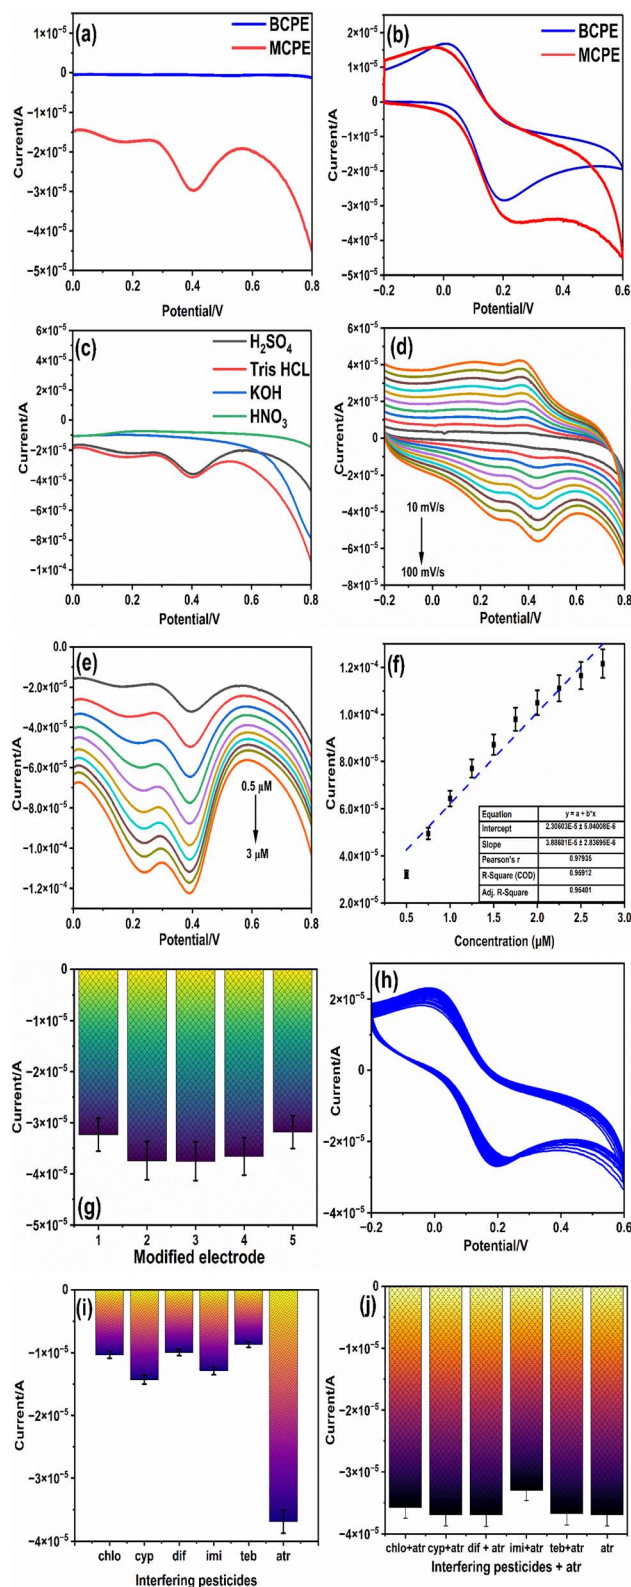 (a)
BCPE
MCPE
1×10⁻⁵
0
−1×10⁻⁵
−2×10⁻⁵
−3×10⁻⁵
−4×10⁻⁵
−5×10⁻⁵
Current/A
0.0 0.2 0.4 0.6 0.8
Potential/V
(b)
BCPE
MCPE
2×10⁻⁵
1×10⁻⁵
0
−1×10⁻⁵
−2×10⁻⁵
−3×10⁻⁵
−4×10⁻⁵
−5×10⁻⁵
Current/A
−0.2 0.0 0.2 0.4 0.6
Potential/V
(c)
H₂SO₄
Tris HCL
KOH
HNO₃
6×10⁻⁵
4×10⁻⁵
2×10⁻⁵
0
−2×10⁻⁵
−4×10⁻⁵
−6×10⁻⁵
−8×10⁻⁵
−1×10⁻⁴
Current/A
0.0 0.2 0.4 0.6 0.8
Potential/V
(d)
6×10⁻⁵
4×10⁻⁵
2×10⁻⁵
0
−2×10⁻⁵
−4×10⁻⁵
−6×10⁻⁵
−8×10⁻⁵
Current/A
10 mV/s
100 mV/s
−0.2 0.0 0.2 0.4 0.6 0.8
Potential/V
(e)
0.0
−2.0×10⁻⁵
−4.0×10⁻⁵
−6.0×10⁻⁵
−8.0×10⁻⁵
−1.0×10⁻⁴
−1.2×10⁻⁴
Current/A
0.5 μM
3 μM
0.0 0.2 0.4 0.6 0.8
Potential/V
(f)
1.2×10⁻⁴
1.0×10⁻⁴
8.0×10⁻⁵
6.0×10⁻⁵
4.0×10⁻⁵
2.0×10⁻⁵
Current/A
Equation y = a + b*x
Intercept 2.30603E-5 ± 5.04008E-6
Slope 3.88681E-5 ± 2.83695E-6
Pearson's r 0.97935
R-Square (COD) 0.95912
Adj. R-Square 0.95401
0.5 1.0 1.5 2.0 2.5 3.0
Concentration (μM)
(g)
0
−1×10⁻⁵
−2×10⁻⁵
−3×10⁻⁵
−4×10⁻⁵
−5×10⁻⁵
Current/A
1 2 3 4 5
Modified electrode
(h)
2×10⁻⁵
0
−2×10⁻⁵
−4×10⁻⁵
Current/A
−0.2 0.0 0.2 0.4 0.6
Potential/V
(i)
0
−1×10⁻⁵
−2×10⁻⁵
−3×10⁻⁵
−4×10⁻⁵
Current/A
chlo cyp dif imi teb atr
Interfering pesticides
(j)
0
−1×10⁻⁵
−2×10⁻⁵
−3×10⁻⁵
−4×10⁻⁵
Current/A
chlo+atr cyp+atr dif + atr imi+atr teb+atr atr
Interfering pesticides + atr